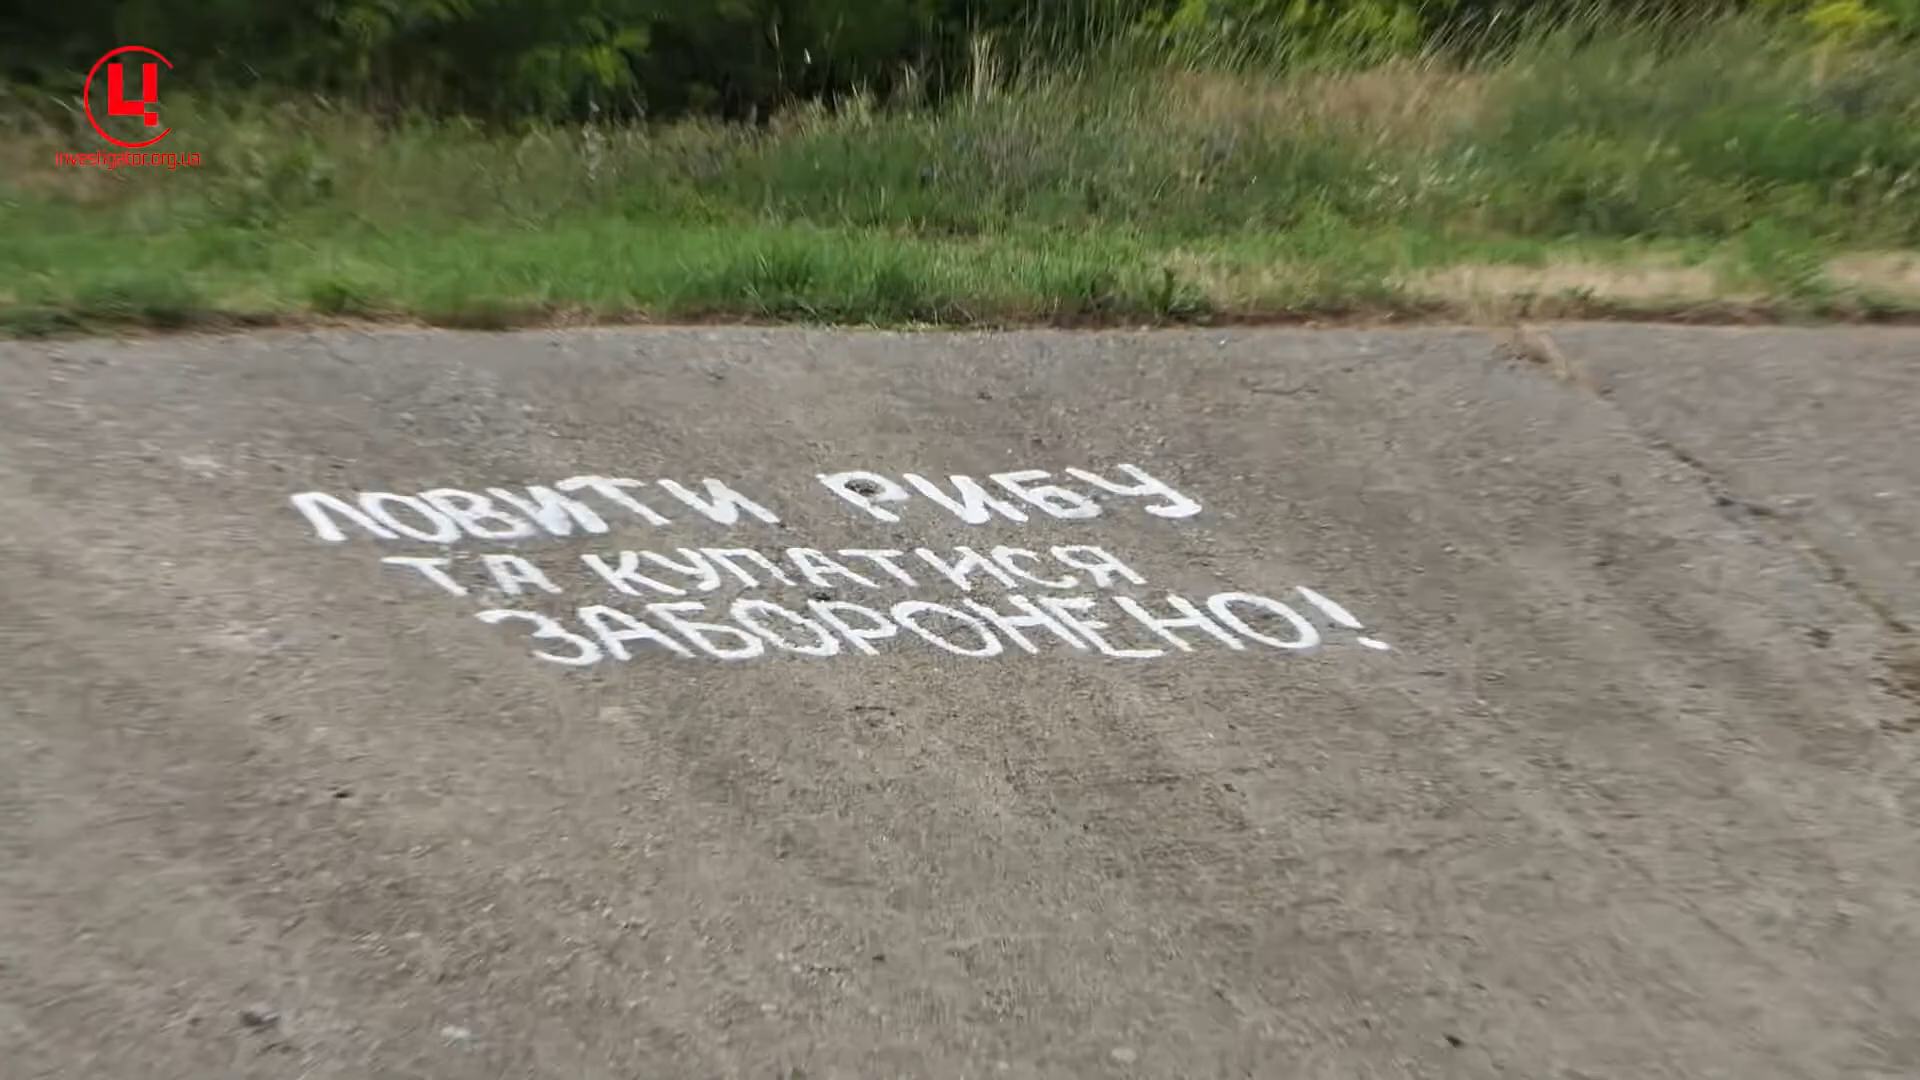 Ц
investigator.org.ua
ЛОВИТИ РИБУ
ТА КУПАТИСЯ
ЗАБОРОНЕНО!